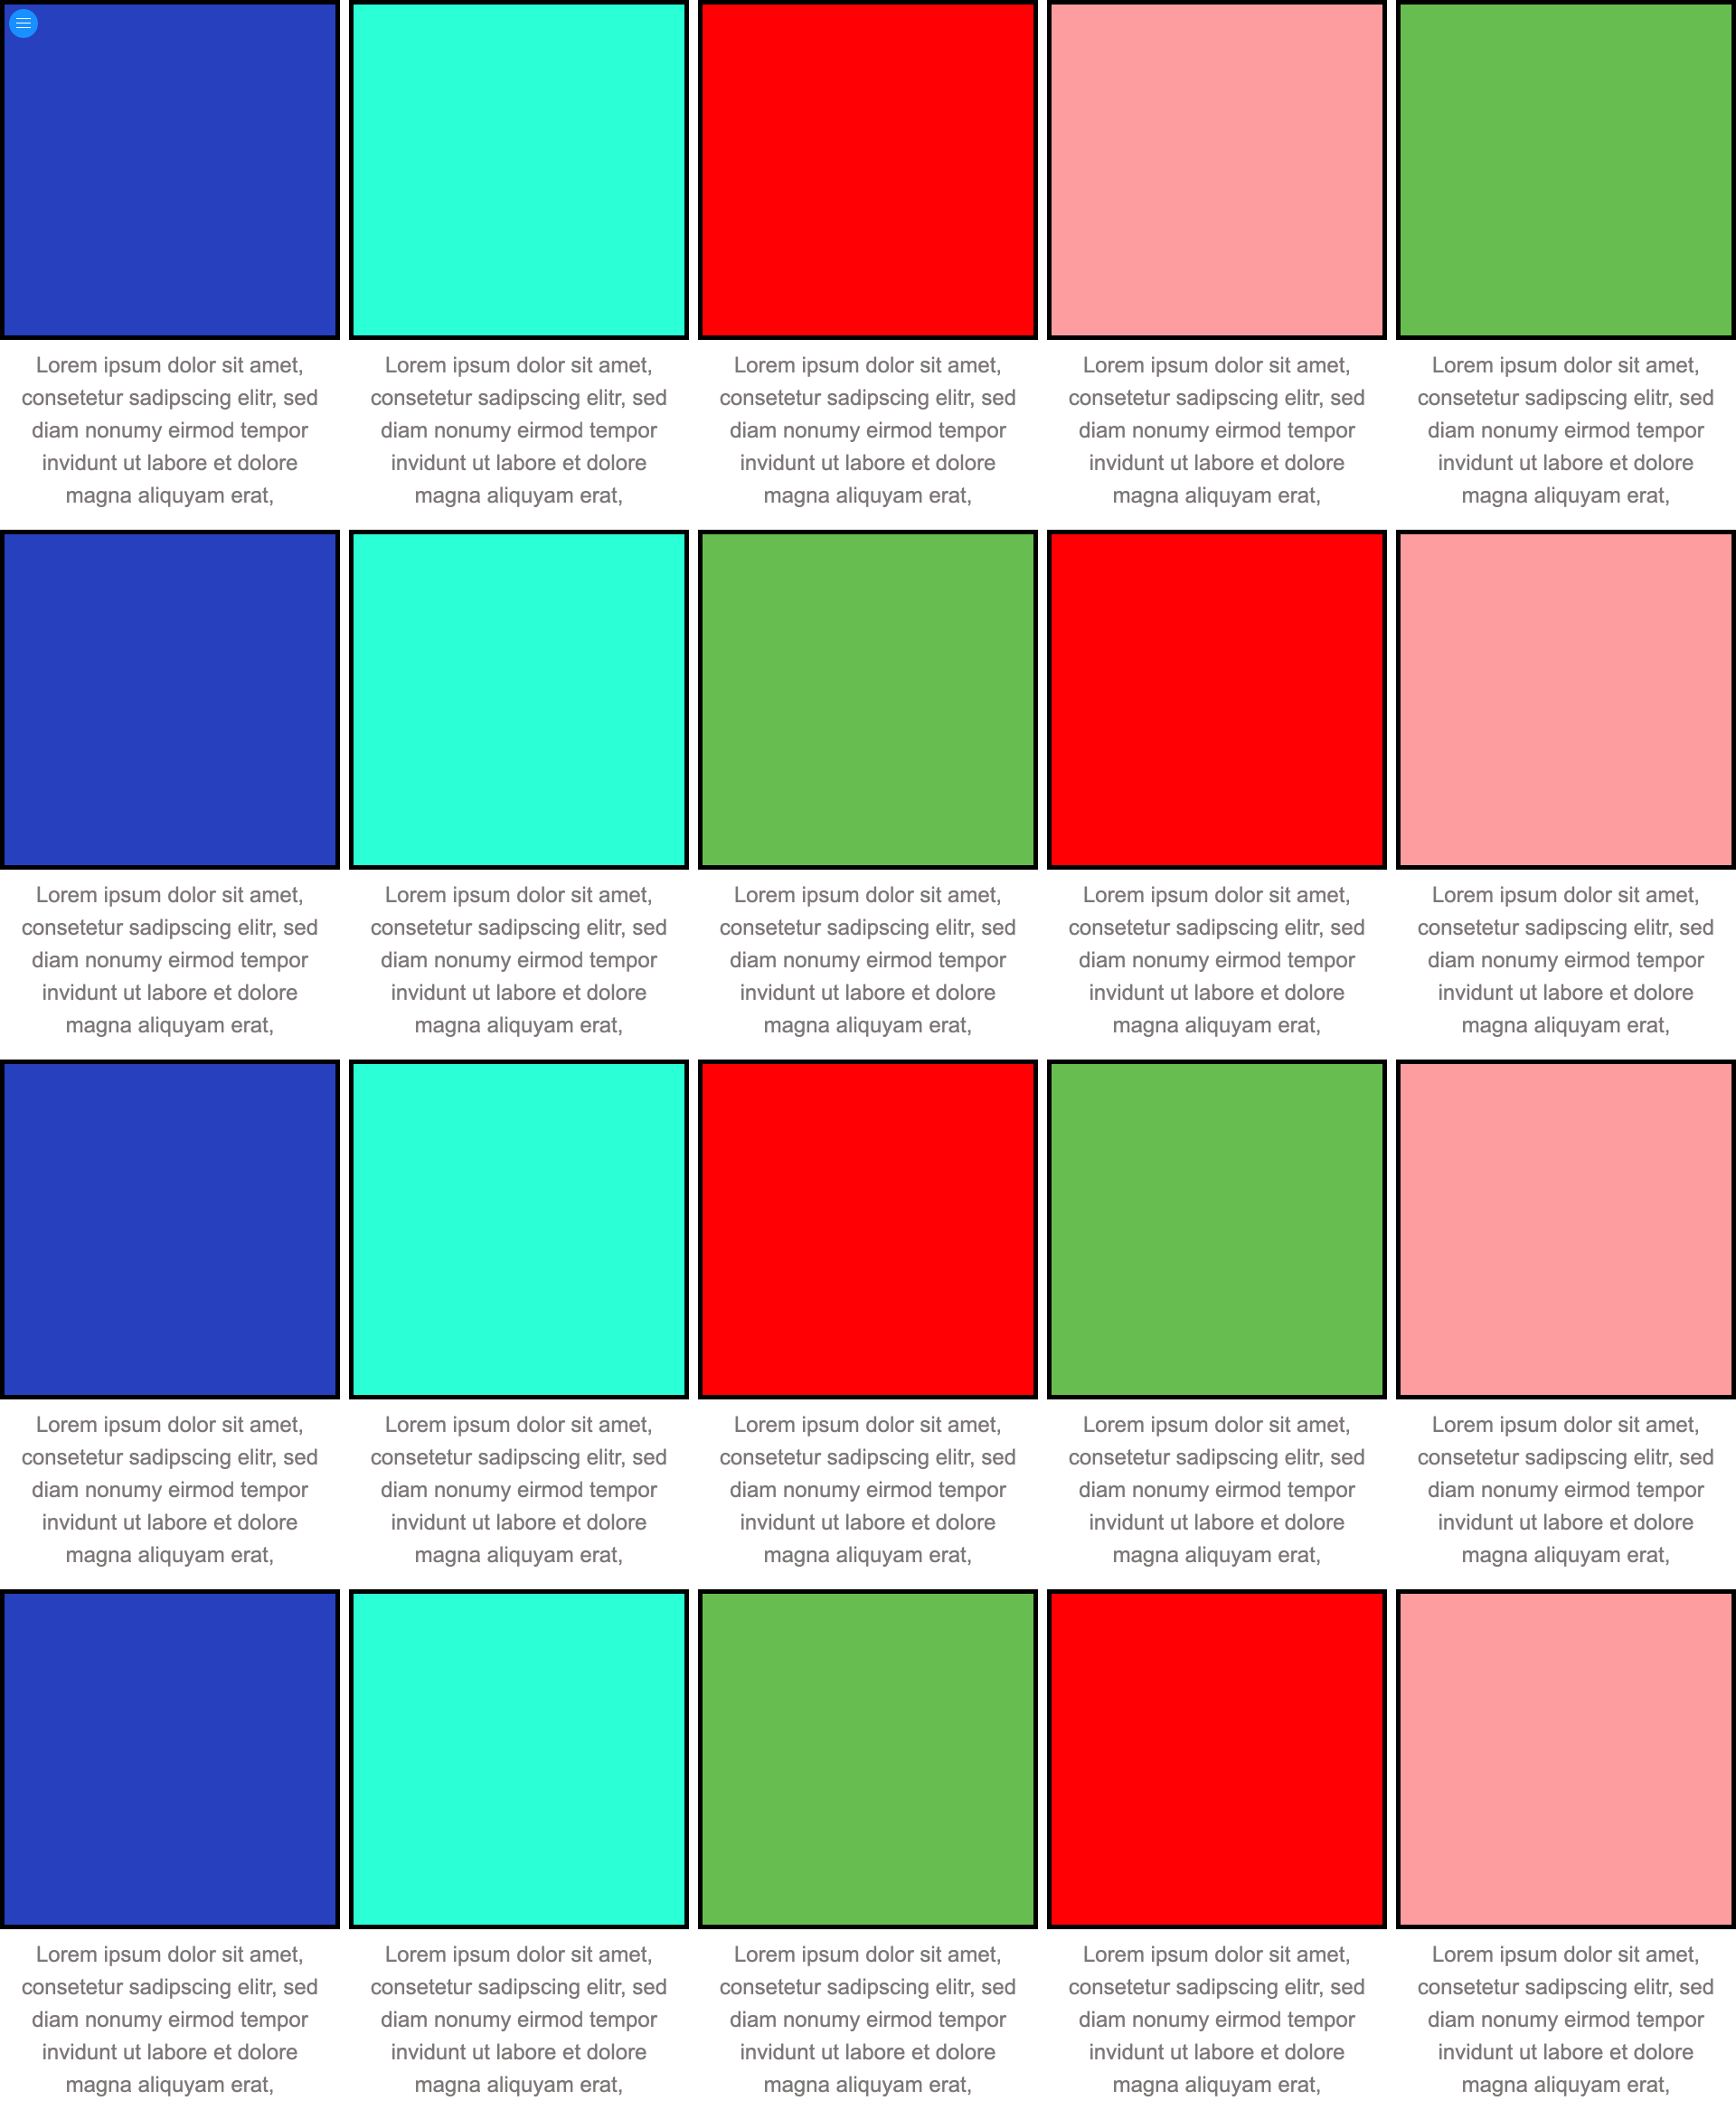 Lorem ipsum dolor sit amet,
consetetur sadipscing elitr, sed
diam nonumy eirmod tempor
invidunt ut labore et dolore
magna aliquyam erat,
Lorem ipsum dolor sit amet,
consetetur sadipscing elitr, sed
diam nonumy eirmod tempor
invidunt ut labore et dolore
magna aliquyam erat,
Lorem ipsum dolor sit amet,
consetetur sadipscing elitr, sed
diam nonumy eirmod tempor
invidunt ut labore et dolore
magna aliquyam erat,
Lorem ipsum dolor sit amet,
consetetur sadipscing elitr, sed
diam nonumy eirmod tempor
invidunt ut labore et dolore
magna aliquyam erat,
Lorem ipsum dolor sit amet,
consetetur sadipscing elitr, sed
diam nonumy eirmod tempor
invidunt ut labore et dolore
magna aliquyam erat,
Lorem ipsum dolor sit amet,
consetetur sadipscing elitr, sed
diam nonumy eirmod tempor
invidunt ut labore et dolore
magna aliquyam erat,
Lorem ipsum dolor sit amet,
consetetur sadipscing elitr, sed
diam nonumy eirmod tempor
invidunt ut labore et dolore
magna aliquyam erat,
Lorem ipsum dolor sit amet,
consetetur sadipscing elitr, sed
diam nonumy eirmod tempor
invidunt ut labore et dolore
magna aliquyam erat,
Lorem ipsum dolor sit amet,
consetetur sadipscing elitr, sed
diam nonumy eirmod tempor
invidunt ut labore et dolore
magna aliquyam erat,
Lorem ipsum dolor sit amet,
consetetur sadipscing elitr, sed
diam nonumy eirmod tempor
invidunt ut labore et dolore
magna aliquyam erat,
Lorem ipsum dolor sit amet,
consetetur sadipscing elitr, sed
diam nonumy eirmod tempor
invidunt ut labore et dolore
magna aliquyam erat,
Lorem ipsum dolor sit amet,
consetetur sadipscing elitr, sed
diam nonumy eirmod tempor
invidunt ut labore et dolore
magna aliquyam erat,
Lorem ipsum dolor sit amet,
consetetur sadipscing elitr, sed
diam nonumy eirmod tempor
invidunt ut labore et dolore
magna aliquyam erat,
Lorem ipsum dolor sit amet,
consetetur sadipscing elitr, sed
diam nonumy eirmod tempor
invidunt ut labore et dolore
magna aliquyam erat,
Lorem ipsum dolor sit amet,
consetetur sadipscing elitr, sed
diam nonumy eirmod tempor
invidunt ut labore et dolore
magna aliquyam erat,
Lorem ipsum dolor sit amet,
consetetur sadipscing elitr, sed
diam nonumy eirmod tempor
invidunt ut labore et dolore
magna aliquyam erat,
Lorem ipsum dolor sit amet,
consetetur sadipscing elitr, sed
diam nonumy eirmod tempor
invidunt ut labore et dolore
magna aliquyam erat,
Lorem ipsum dolor sit amet,
consetetur sadipscing elitr, sed
diam nonumy eirmod tempor
invidunt ut labore et dolore
magna aliquyam erat,
Lorem ipsum dolor sit amet,
consetetur sadipscing elitr, sed
diam nonumy eirmod tempor
invidunt ut labore et dolore
magna aliquyam erat,
Lorem ipsum dolor sit amet,
consetetur sadipscing elitr, sed
diam nonumy eirmod tempor
invidunt ut labore et dolore
magna aliquyam erat,